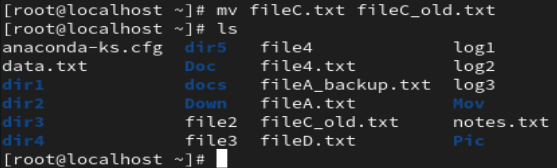 [root@localhost ~]# mv fileC.txt fileC_old.txt
[root@localhost ~]# ls
anaconda-ks.cfg  dir5   file4             log1
data.txt         Doc    file4.txt         log2
dir1             docs   fileA_backup.txt  log3
dir2             Down   fileA.txt         Mov
dir3             file2  fileC_old.txt     notes.txt
dir4             file3  fileD.txt         Pic
[root@localhost ~]#